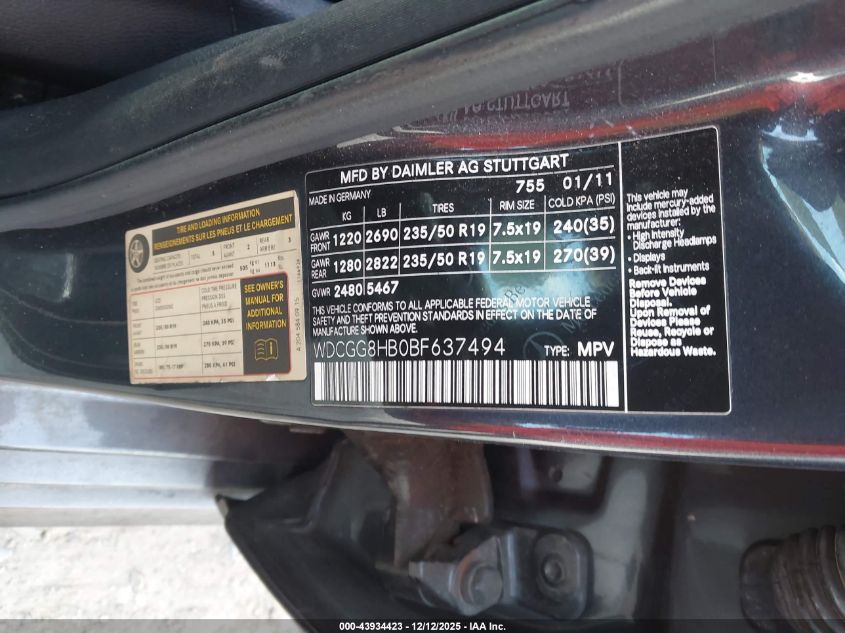 TIRE AND LOADING INFORMATION
RENSEIGNEMENTS SUR LES PNEUS ET LE CHARGEMENT
SEE OWNER'S
MANUAL FOR
ADDITIONAL
INFORMATION
MFD BY DAIMLER AG STUTTGART
MADE IN GERMANY
755 01/11
KG LB TIRES RIM SIZE COLD KPA (PSI)
GAWR FRONT 1220 2690 235/50 R19 7.5x19 240(35)
GAWR REAR 1280 2822 235/50 R19 7.5x19 270(39)
GVWR 2480 5467
THIS VEHICLE CONFORMS TO ALL APPLICABLE FEDERAL MOTOR VEHICLE
SAFETY AND THEFT PREVENTION STANDARDS IN EFFECT ON THE DATE OF
MANUFACTURE SHOWN ABOVE.
WDCGG8HB0BF637494 TYPE: MPV
This vehicle may
include mercury-added
devices installed by
manufacturer:
• High Intensity
Discharge Headlamps
• Displays
• Back-fit Instruments
Remove Devices
Before Vehicle
Disposal.
Upon Removal of
Devices Please
Reuse, Recycle
or Dispose as
Hazardous Waste.
000-43934423 - 12/12/2025 - IAA Inc.